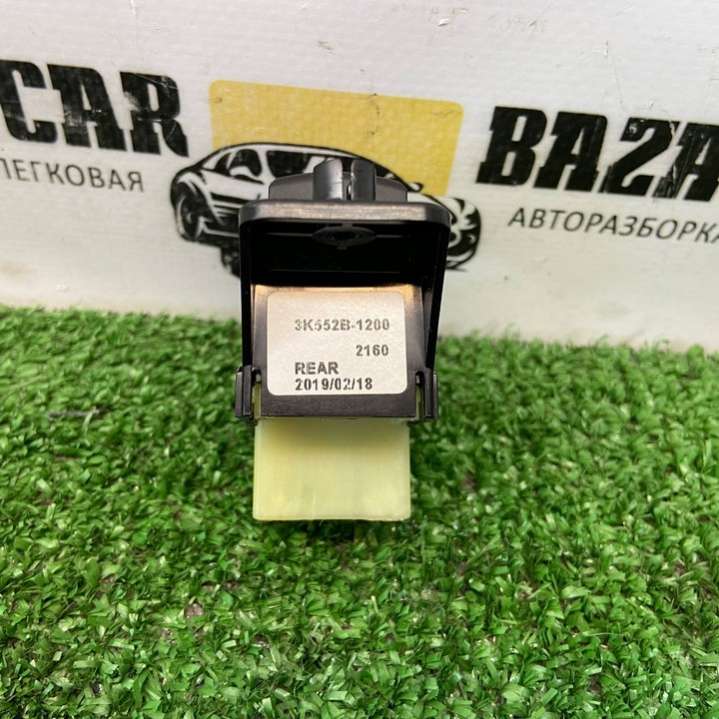 CAR
BAZA
ЛЕГКОВАЯ
АВТОРАЗБОРКА
3K552B-1200
2160
REAR
2019/02/18